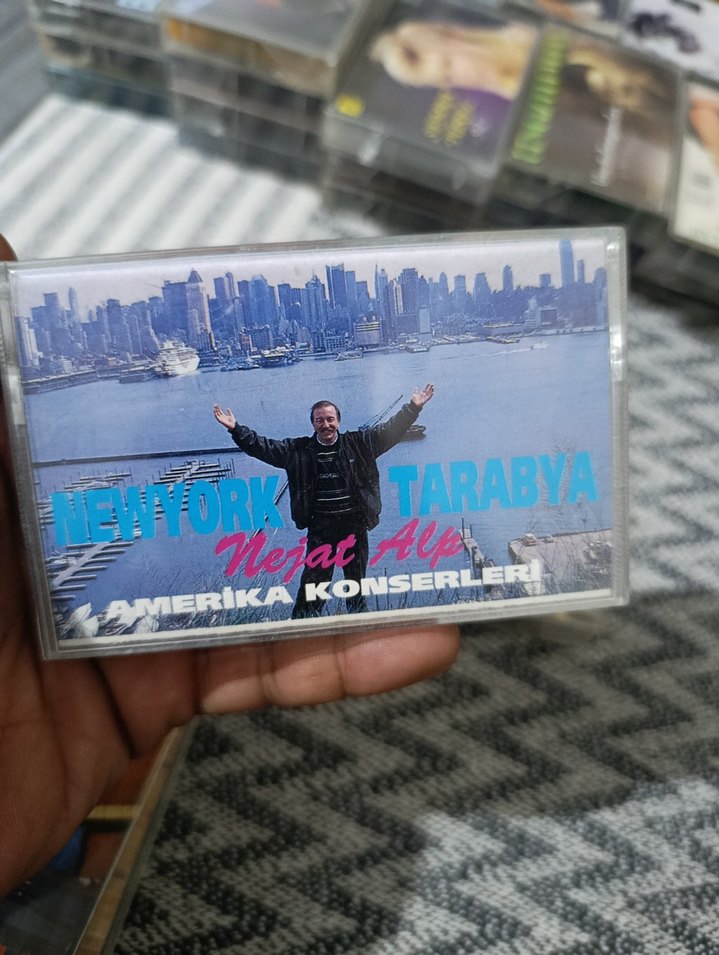 NEWYORK TARABYA
Nejat Alp
AMERİKA KONSERLERİ